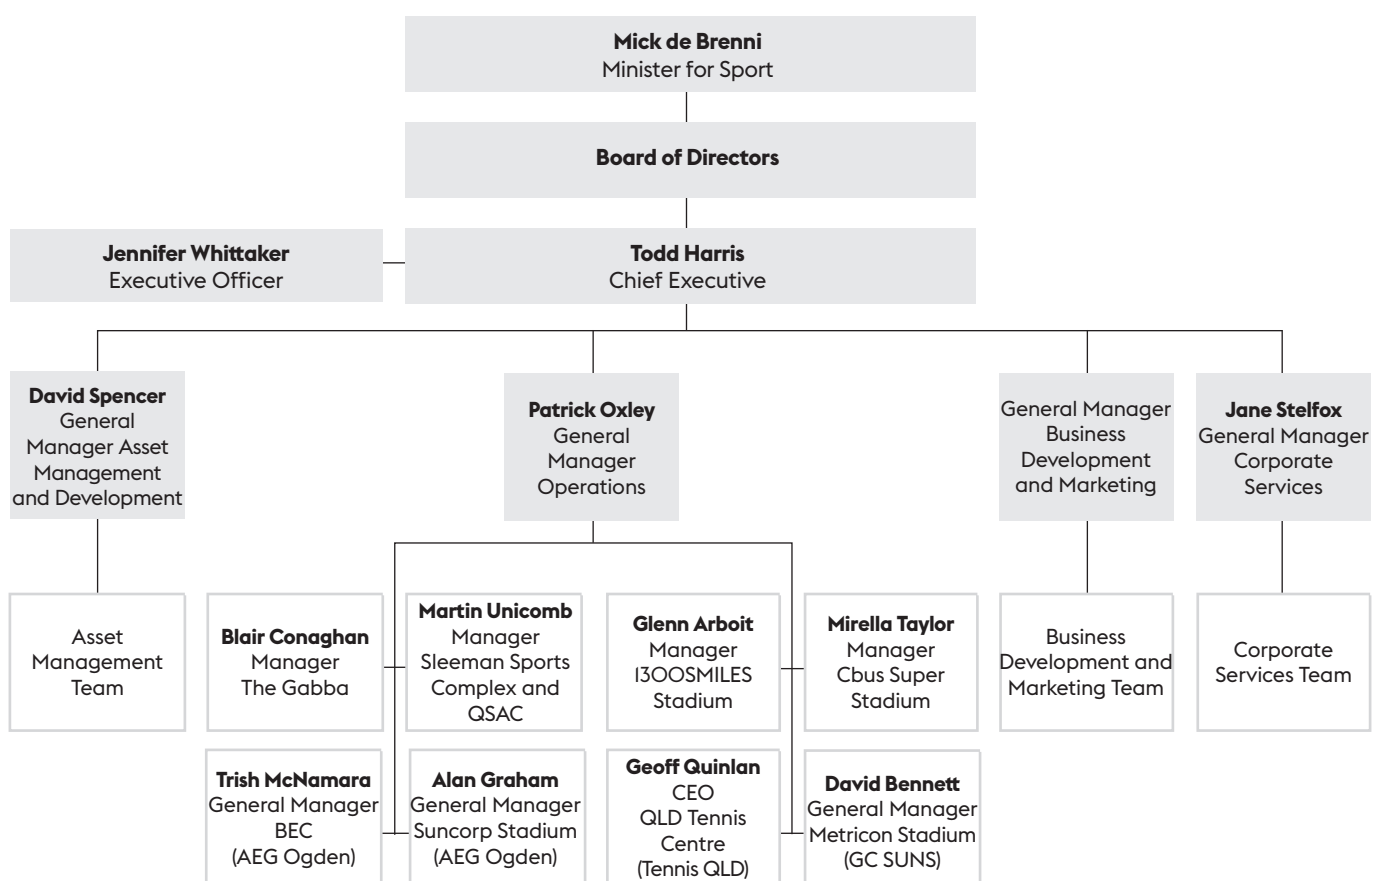 Mick de Brenni
Minister for Sport
Board of Directors
Jennifer Whittaker
Executive Officer
Todd Harris
Chief Executive
David Spencer
General
Manager Asset
Management
and Development
Patrick Oxley
General
Manager
Operations
General Manager
Business
Development
and Marketing
Jane Stelfox
General Manager
Corporate
Services
Asset
Management
Team
Blair Conaghan
Manager
The Gabba
Martin Unicomb
Manager
Sleeman Sports
Complex and
QSAC
Glenn Arboit
Manager
1300SMILES
Stadium
Mirella Taylor
Manager
Cbus Super
Stadium
Business
Development and
Marketing Team
Corporate
Services Team
Trish McNamara
General Manager
BEC
(AEG Ogden)
Alan Graham
General Manager
Suncorp Stadium
(AEG Ogden)
Geoff Quinlan
CEO
QLD Tennis
Centre
(Tennis QLD)
David Bennett
General Manager
Metricon Stadium
(GC SUNS)